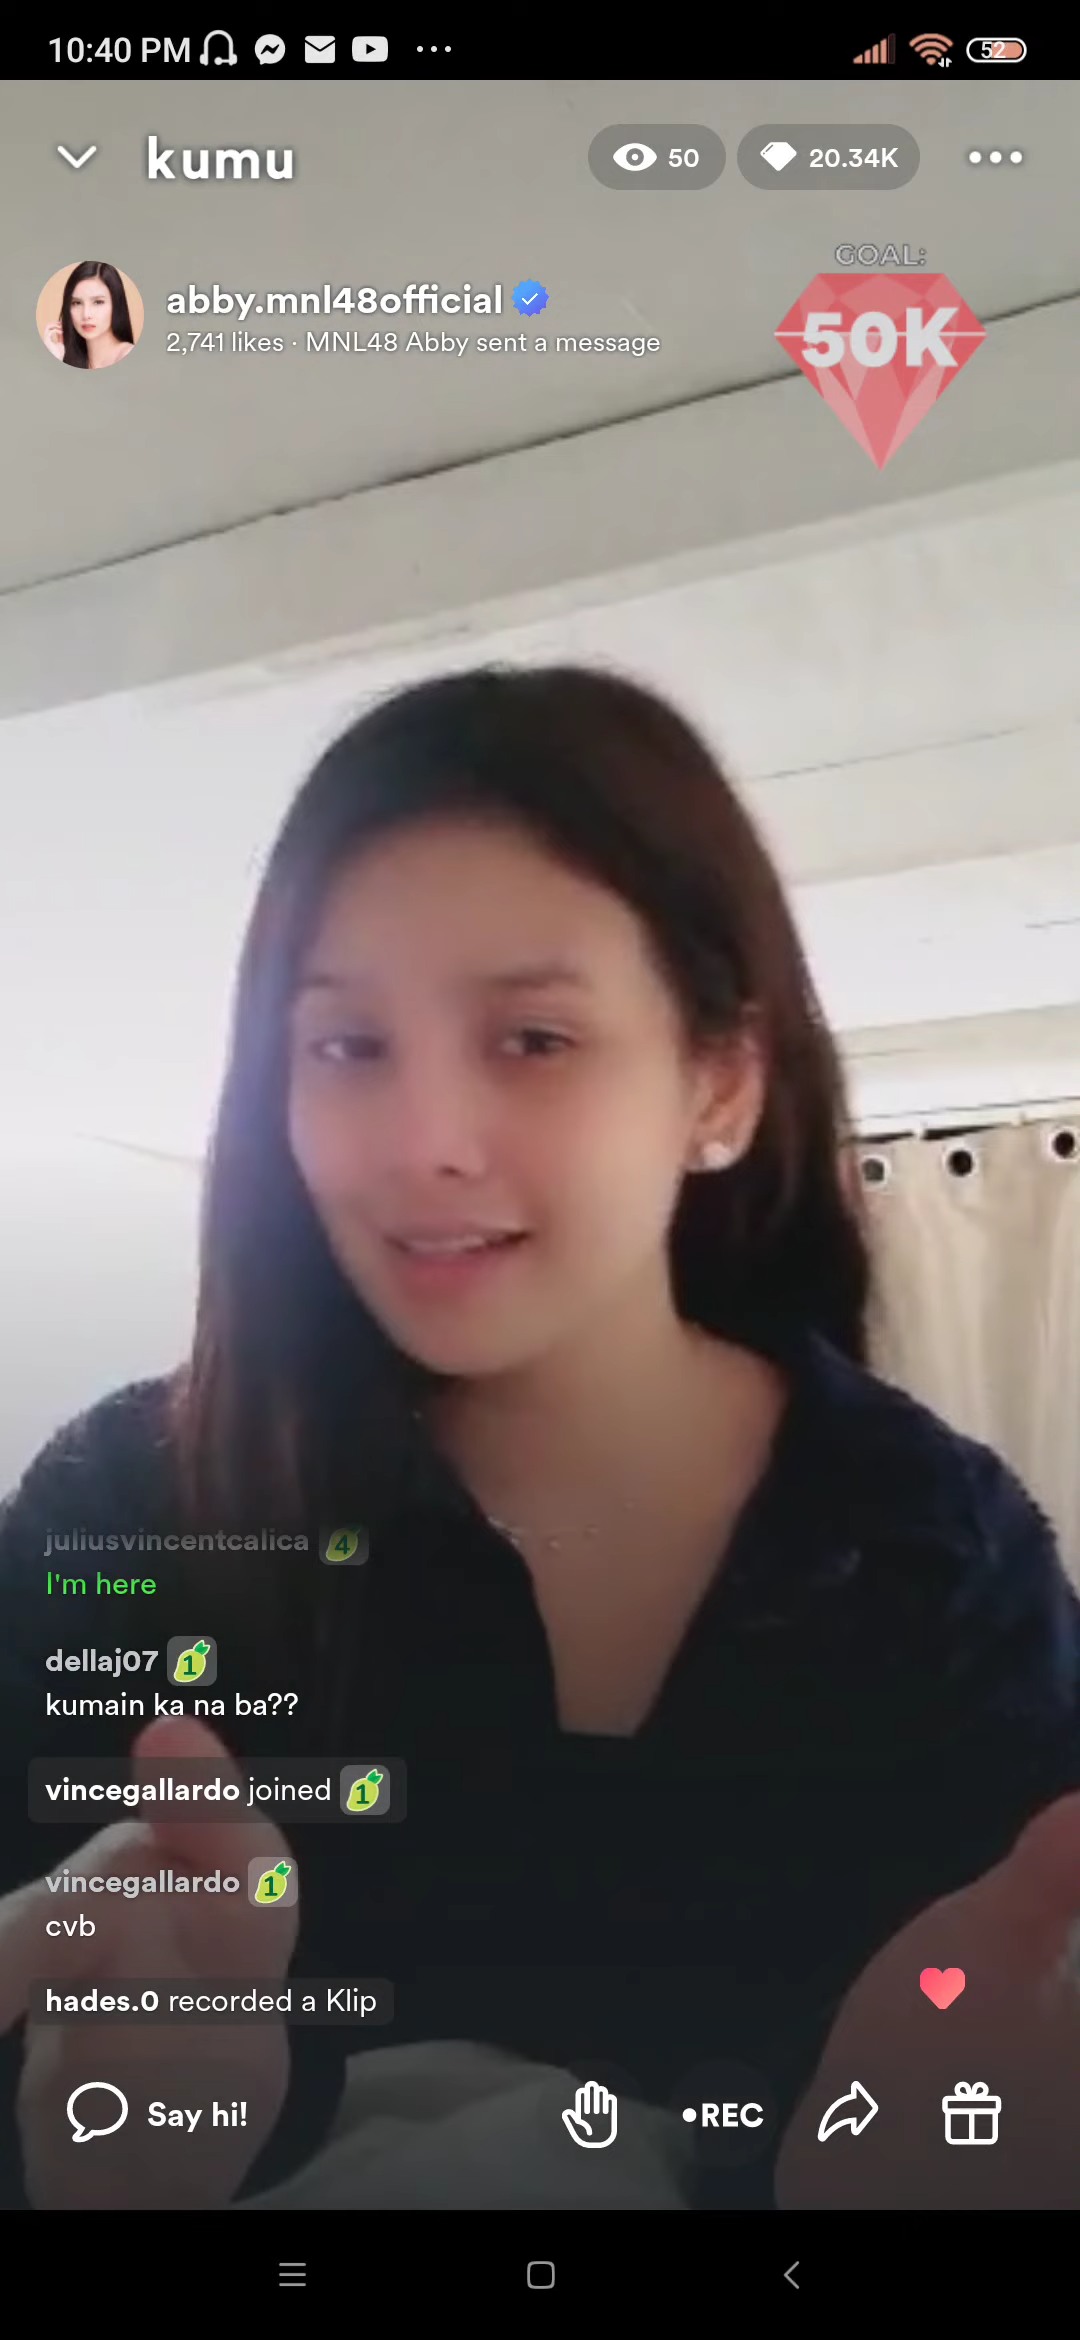 10:40 PM
52
kumu
50
20.34K
GOAL:
50K
abby.mnl48official
2,741 likes · MNL48 Abby sent a message
juliusvincentcalica 4
I'm here
dellaj07 1
kumain ka na ba??
vincegallardo joined 1
vincegallardo 1
cvb
hades.0 recorded a Klip
Say hi!
•REC